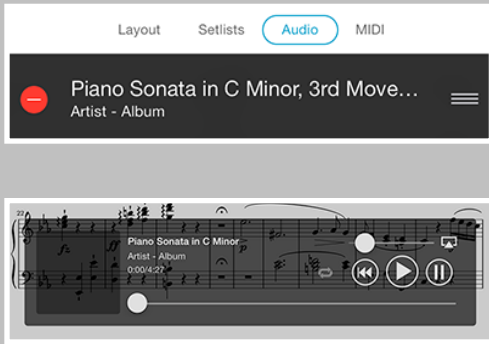 Layout Setlists Audio MIDI
Piano Sonata in C Minor, 3rd Move...
Artist - Album
22
Piano Sonata in C Minor
Artist - Album
0:00/4:27